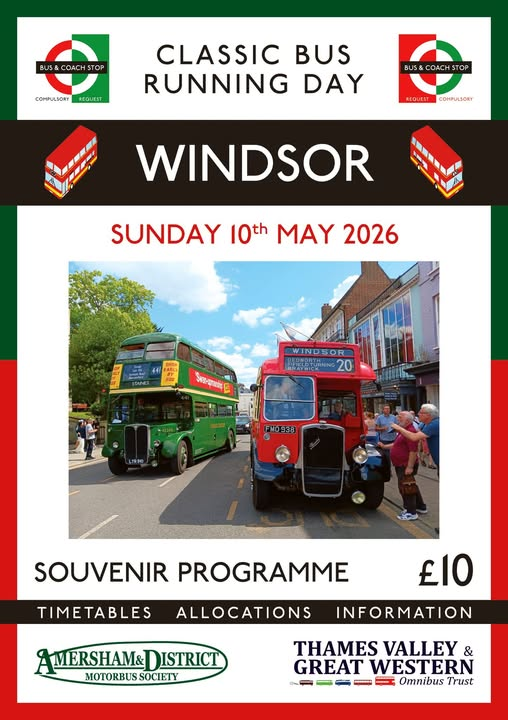 CLASSIC BUS
RUNNING DAY
BUS & COACH STOP
COMPULSORY REQUEST
BUS & COACH STOP
REQUEST COMPULSORY
WINDSOR
SUNDAY 10th MAY 2026
441
STAINES
LYR 910
WINDSOR
20
FMO 938
SOUVENIR PROGRAMME £10
TIMETABLES ALLOCATIONS INFORMATION
AMERSHAM & DISTRICT
MOTORBUS SOCIETY
THAMES VALLEY &
GREAT WESTERN
Omnibus Trust